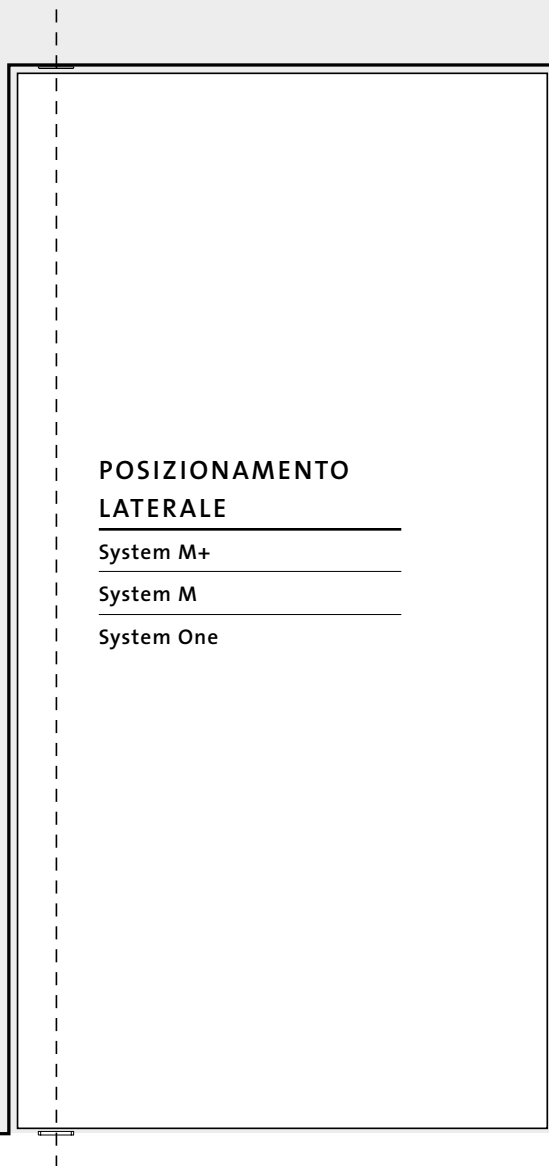 POSIZIONAMENTO
LATERALE
System M+
System M
System One